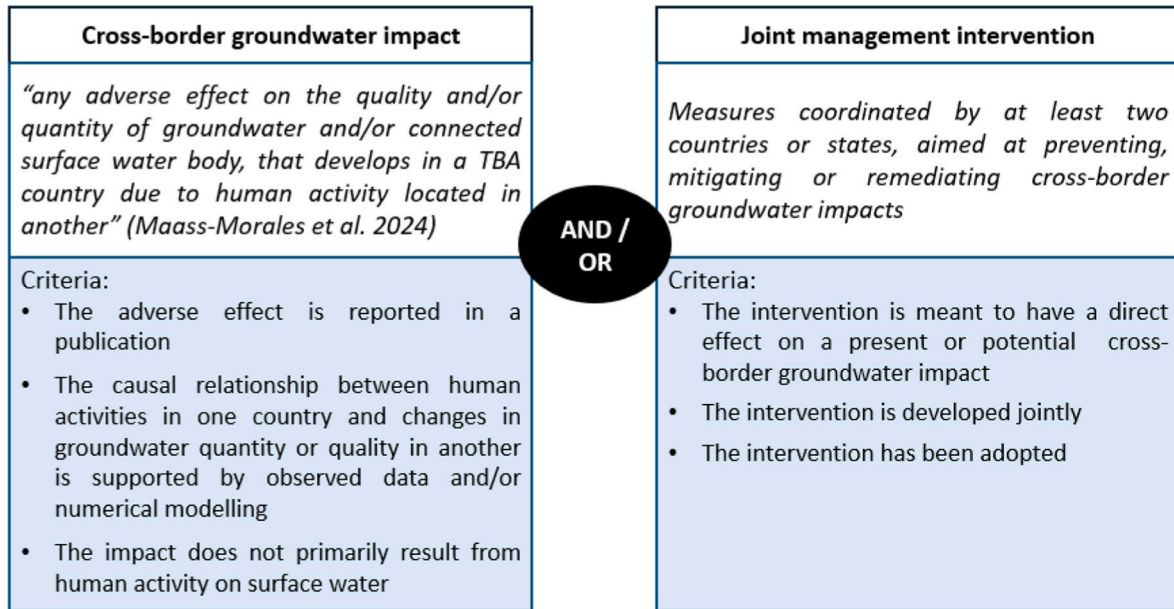 Cross-border groundwater impact
“any adverse effect on the quality and/or
quantity of groundwater and/or connected
surface water body, that develops in a TBA
country due to human activity located in
another” (Maass-Morales et al. 2024)
Criteria:
• The adverse effect is reported in a
publication
• The causal relationship between human
activities in one country and changes in
groundwater quantity or quality in another
is supported by observed data and/or
numerical modelling
• The impact does not primarily result from
human activity on surface water
AND /
OR
Joint management intervention
Measures coordinated by at least two
countries or states, aimed at preventing,
mitigating or remediating cross-border
groundwater impacts
Criteria:
• The intervention is meant to have a direct
effect on a present or potential cross-
border groundwater impact
• The intervention is developed jointly
• The intervention has been adopted